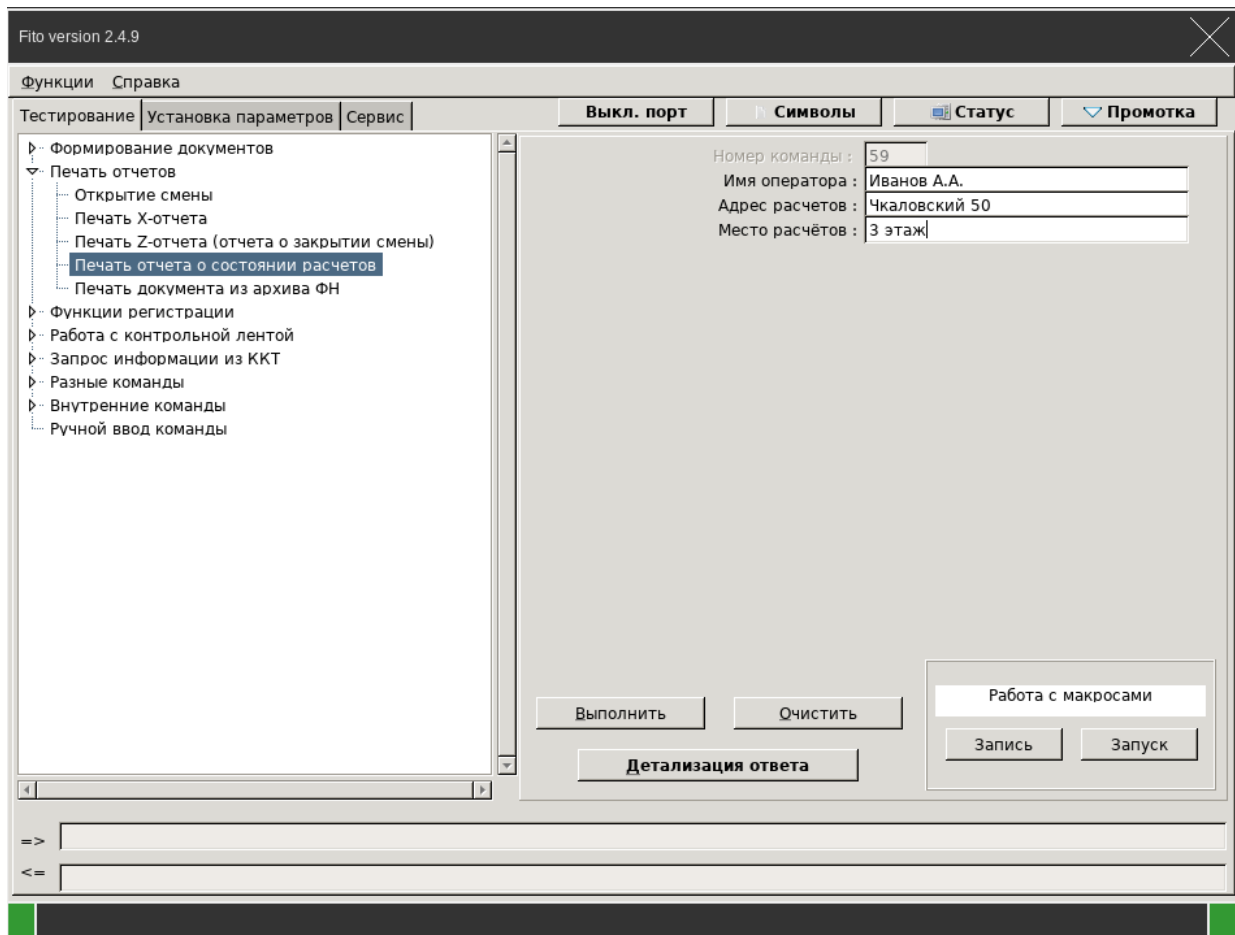 Fito version 2.4.9
Функции Справка
Тестирование Установка параметров Сервис
Выкл. порт Символы Статус Промотка
Формирование документов
Печать отчетов
Открытие смены
Печать X-отчета
Печать Z-отчета (отчета о закрытии смены)
Печать отчета о состоянии расчетов
Печать документа из архива ФН
Функции регистрации
Работа с контрольной лентой
Запрос информации из ККТ
Разные команды
Внутренние команды
Ручной ввод команды
Номер команды : 59
Имя оператора : Иванов А.А.
Адрес расчетов : Чкаловский 50
Место расчётов : 3 этаж
Выполнить Очистить
Детализация ответа
Работа с макросами
Запись Запуск
=>
<=